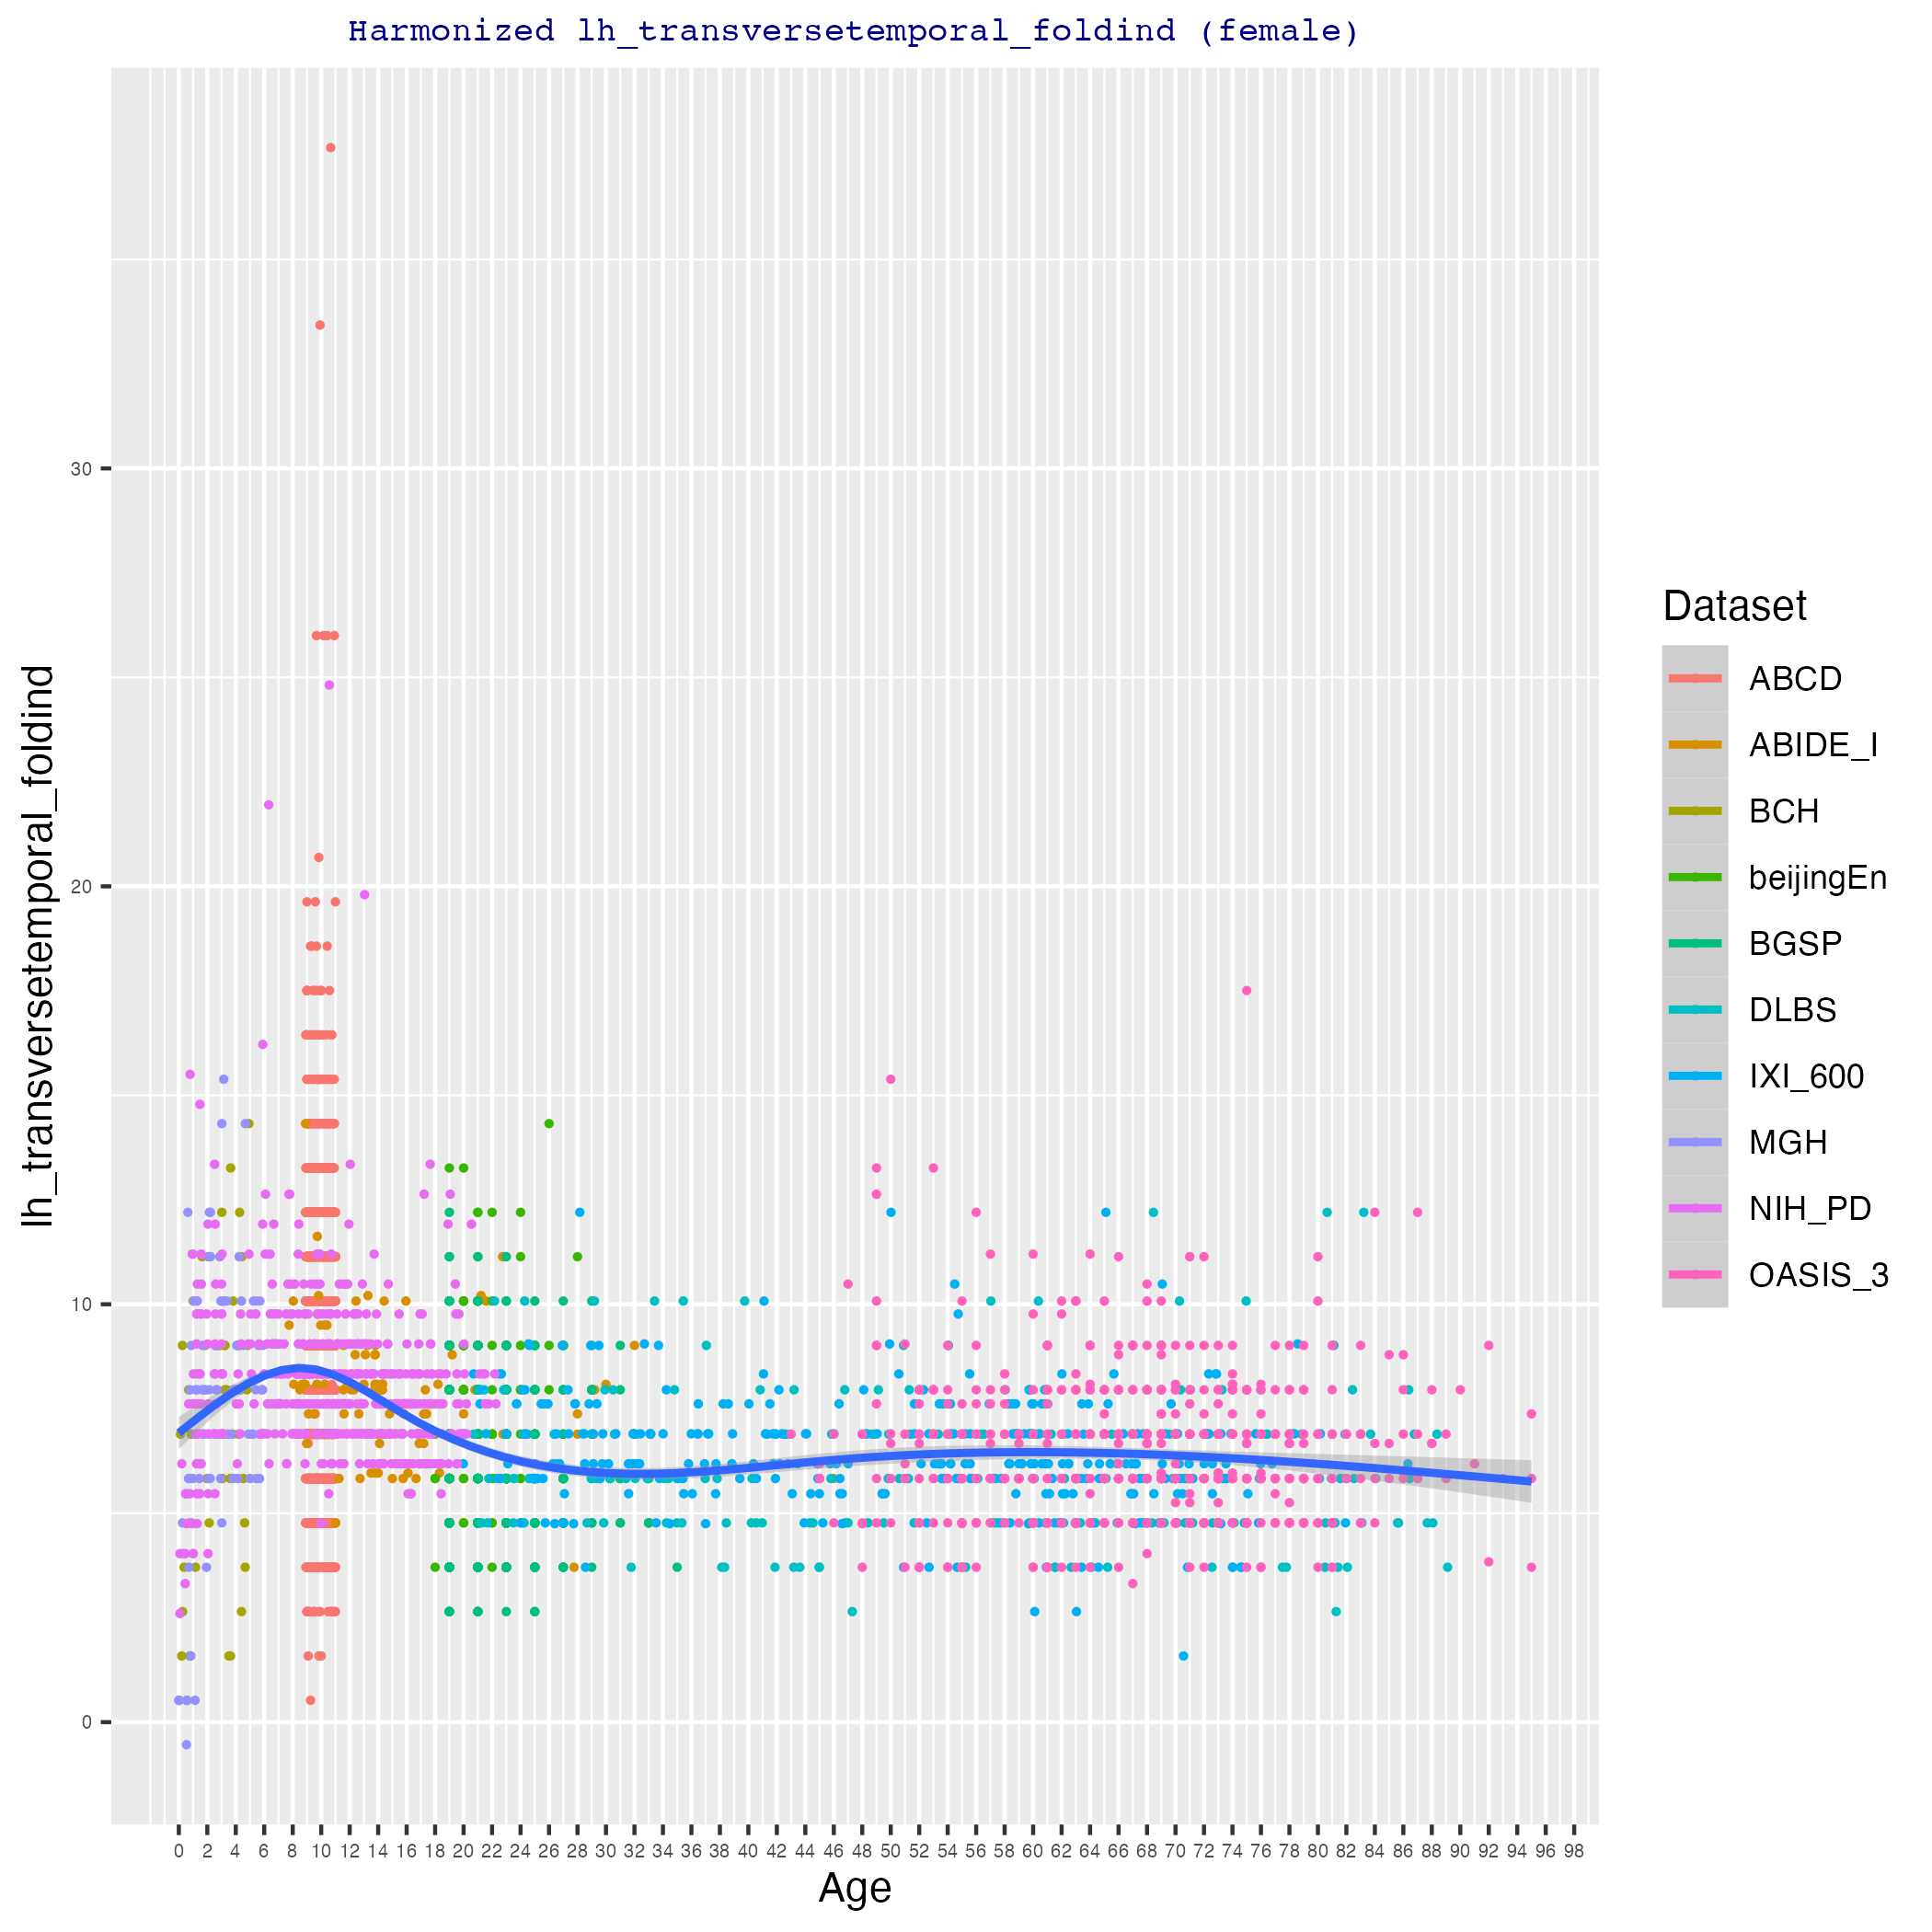 Harmonized lh_transversetemporal_foldind (female)
lh_transversetemporal_foldind
30
20
10
0
0 2 4 6 8 10 12 14 16 18 20 22 24 26 28 30 32 34 36 38 40 42 44 46 48 50 52 54 56 58 60 62 64 66 68 70 72 74 76 78 80 82 84 86 88 90 92 94 96 98
Age
Dataset
ABCD
ABIDE_I
BCH
beijingEn
BGSP
DLBS
IXI_600
MGH
NIH_PD
OASIS_3